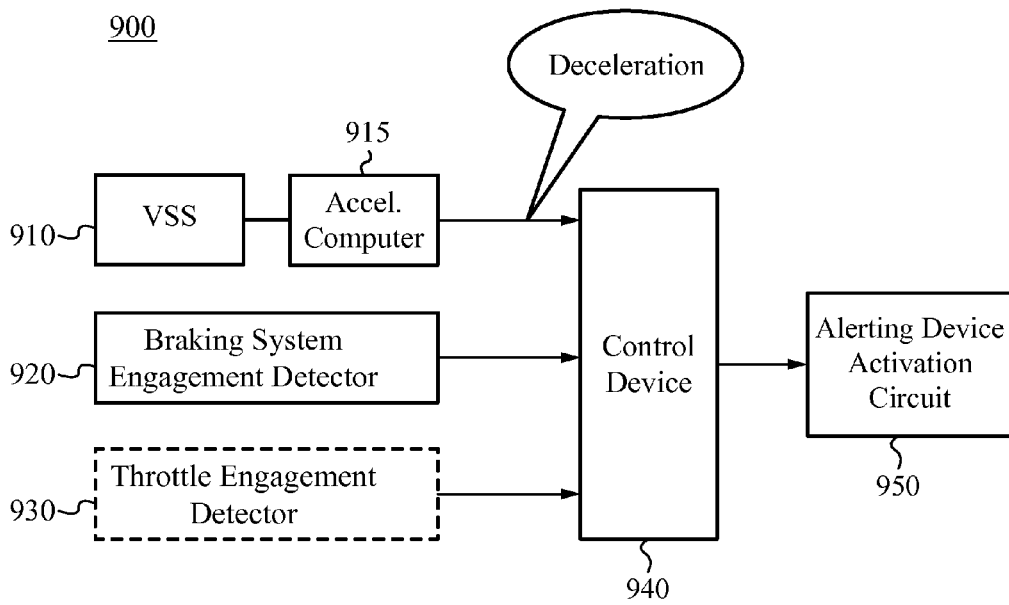 900
Deceleration
915
VSS
Accel.
Computer
910
Braking System
Engagement Detector
920
Control
Device
Alerting Device
Activation
Circuit
Throttle Engagement
Detector
930
950
940